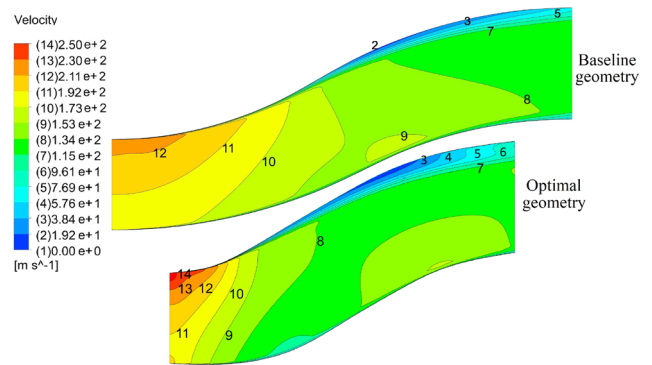 Velocity
(14)2.50 e+2
(13)2.30 e+2
(12)2.11 e+2
(11)1.92 e+2
(10)1.73 e+2
(9)1.53 e+2
(8)1.34 e+2
(7)1.15 e+2
(6)9.61 e+1
(5)7.69 e+1
(4)5.76 e+1
(3)3.84 e+1
(2)1.92 e+1
(1)0.00 e+0
[m s^-1]
2
3
5
7
Baseline
geometry
8
9
12
11
10
3
4
5
6
7
Optimal
geometry
8
14
13
12
10
11
9